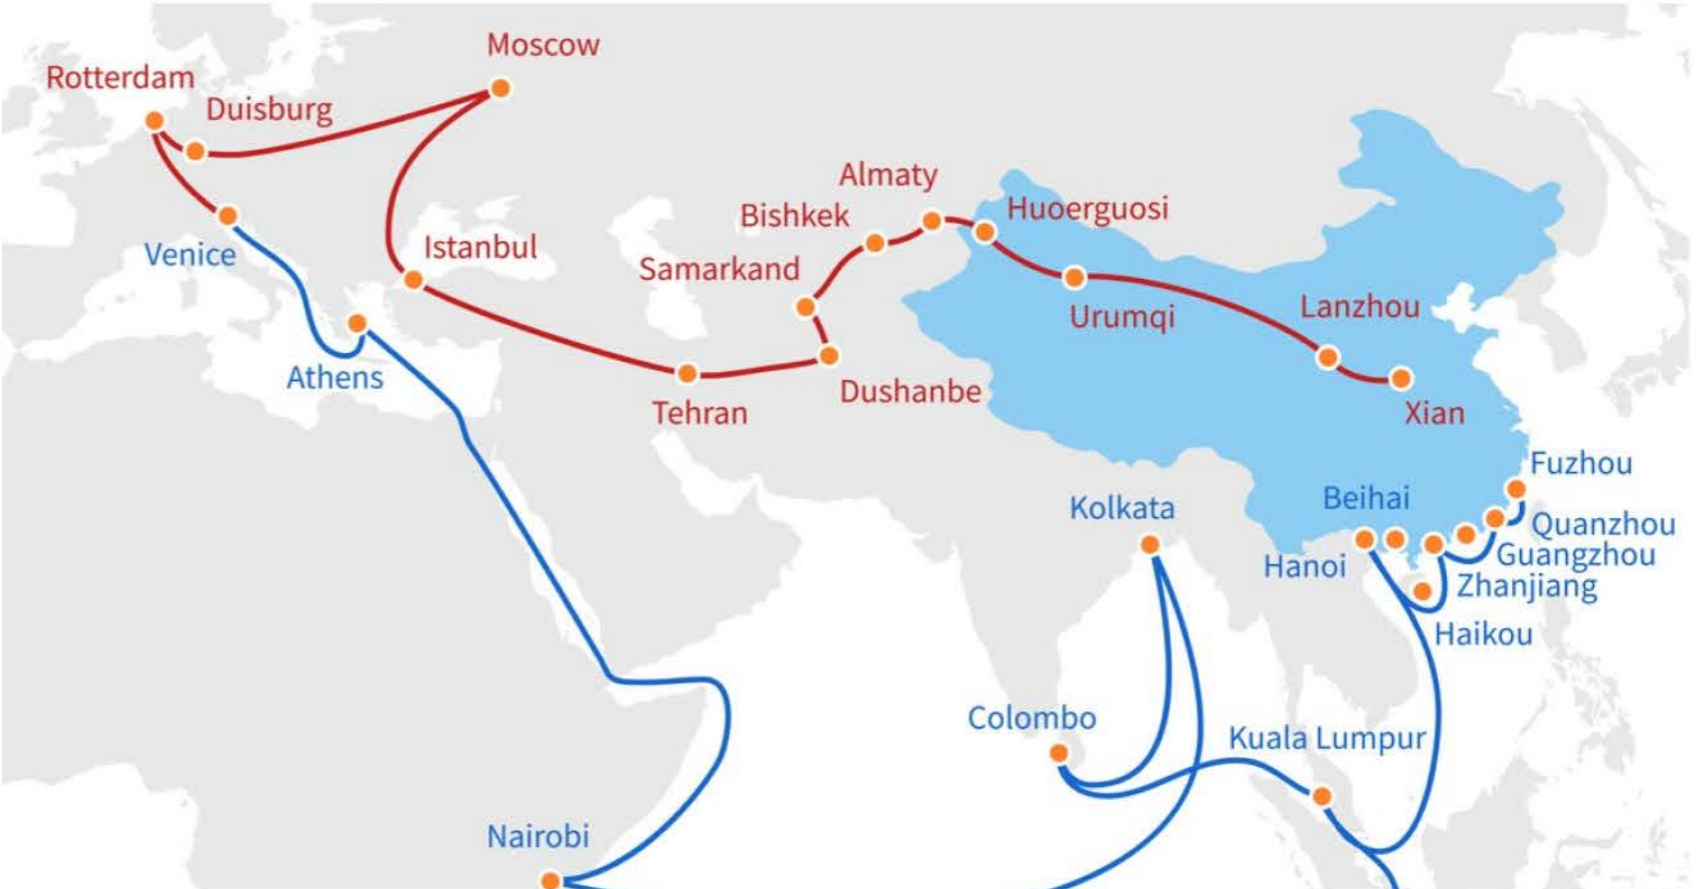 Moscow
Rotterdam
Duisburg
Almaty
Bishkek
Huoerguosi
Venice
Istanbul
Samarkand
Urumqi
Lanzhou
Athens
Tehran
Dushanbe
Xian
Fuzhou
Kolkata
Beihai
Quanzhou
Guangzhou
Hanoi
Zhanjiang
Haikou
Colombo
Kuala Lumpur
Nairobi